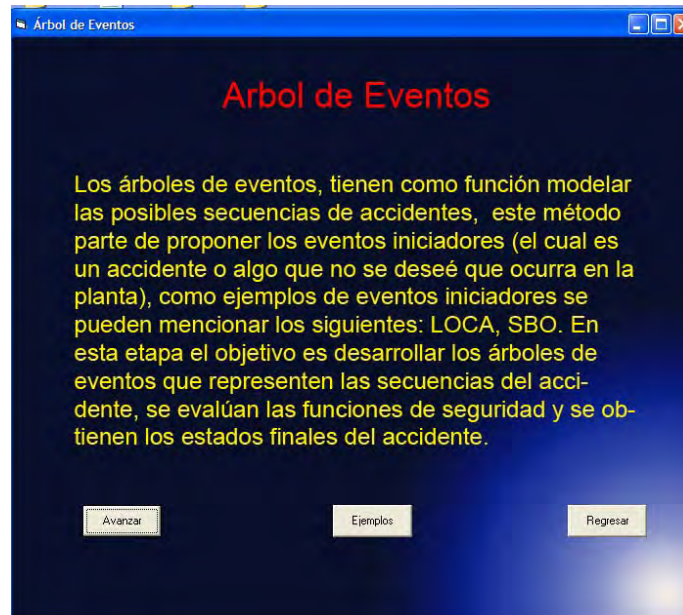 Árbol de Eventos
Arbol de Eventos
Los árboles de eventos, tienen como función modelar
las posibles secuencias de accidentes, este método
parte de proponer los eventos iniciadores (el cual es
un accidente o algo que no se deseé que ocurra en la
planta), como ejemplos de eventos iniciadores se
pueden mencionar los siguientes: LOCA, SBO. En
esta etapa el objetivo es desarrollar los árboles de
eventos que representen las secuencias del acci-
dente, se evalúan las funciones de seguridad y se ob-
tienen los estados finales del accidente.
Avanzar
Ejemplos
Regresar